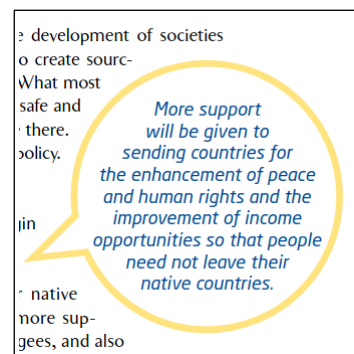 development of societies
o create sourc-
What most
safe and
there.
policy.
More support
will be given to
sending countries for
the enhancement of peace
and human rights and the
improvement of income
opportunities so that people
need not leave their
native countries.
gin
native
more sup-
gees, and also